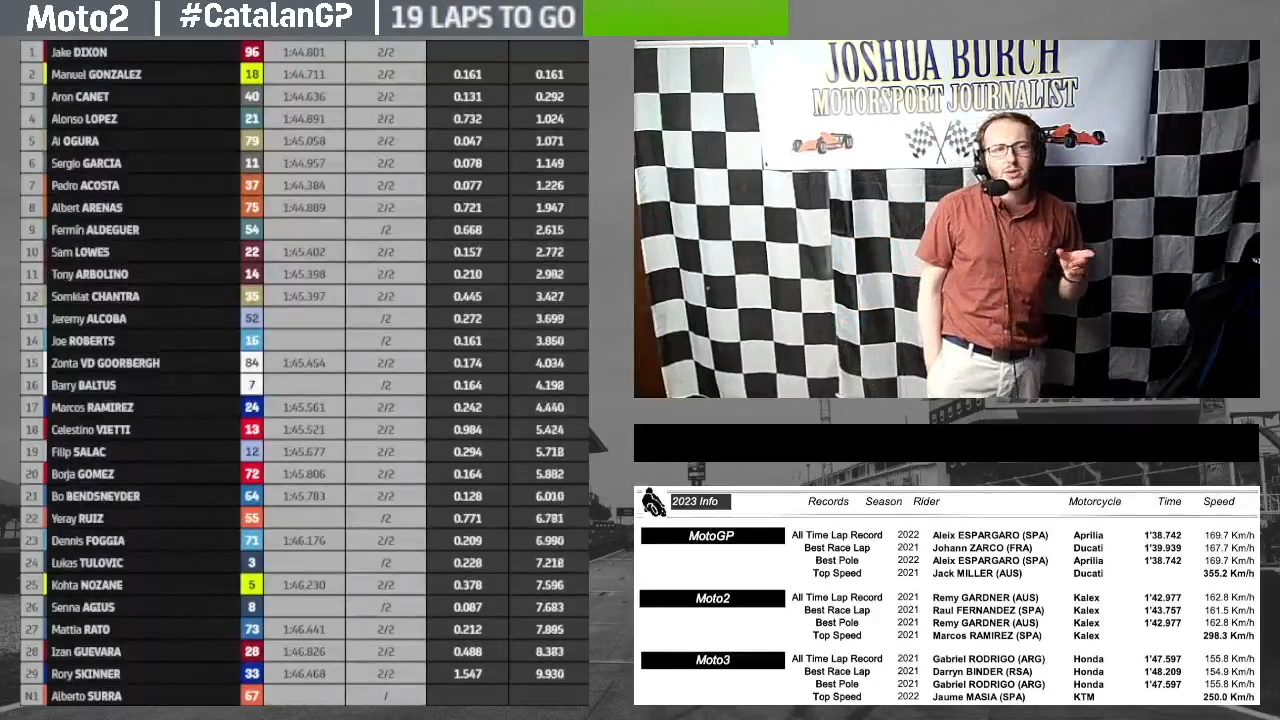 Moto2 | #CatalanGP | 19 LAPS TO GO
1 Jake DIXON 96 1:44.801 2/2
2 Manuel GONZALEZ 18 1:44.711 2/2 0.161 0.161
3 Aron CANET 40 1:44.636 2/2 0.131 0.292
4 Alonso LOPEZ 21 1:44.891 2/2 0.732 1.024
5 Ai OGURA 79 1:45.058 2/2 0.047
6 Sergio GARCIA 11 2/2 0.078 1.149
7 Pedro ACOSTA 37 1:44.384 2/2 0.077 1.226
8 Albert ARENAS 75 1:44.889 2/2 0.721 1.947
9 Fermín ALDEGUER 54 /2 0.668 2.615
10 Sam LOWES 22 1:45.402 2/2 0.157 2.772
11 Tony ARBOLINO 14 1:45.398 2/2 0.210 2.982
12 Somkiat CHANTRA 35 1:45.397 2/2 0.445 3.427
13 Jeremy ALCOBA 52 /2 0.272 3.699
14 Joe ROBERTS 16 /2 0.161 3.860
15 Zonta VD GOORBERGH 84 1:45.454 2/2 0.174 4.034
16 Barry BALTUS 7 /2 0.164 4.198
17 Marcos RAMIREZ 24 1:45.561 2/2 0.242 4.440
18 Celestino VIETTI 13 1:45.521 2/2 0.984 5.424
19 Filip SALAC 12 1:45.677 2/2 0.294 5.718
20 Borja GOMEZ 72 1:45.806 2/2 0.164 5.882
21 Bo BENDSNEYDER 64 1:45.783 2/2 0.128 6.010
22 Yeray RUIZ 55 2/2 0.771 6.781
23 Dennis FOGGIA 71 1:46.176 2/2 0.209 6.990
24 Lukas TULOVIC 3 /2 0.228 7.218
25 Kohta NOZANE 5 2/2 0.378 7.596
26 Senna AGIUS 8 2/2 0.087 7.683
27 Mattia PATO 73 1:46.447 2/2 0.212
28 Izan GUEVARA 28 1:46.826 2/2 0.488 8.383
29 Rory SKINNER 33 1:46.968 2/2
N1 Alberto SURRA 67
JOSHUA BURCH
MOTORSPORT JOURNALIST
2023 Info Records Season Rider Motorcycle Time Speed
MotoGP All Time Lap Record 2022 Aleix ESPARGARO (SPA) Aprilia 1'38.742 169.7 Km/h
Best Race Lap 2021 Johann ZARCO (FRA) Ducati 1'39.939 167.7 Km/h
Best Pole 2022 Aleix ESPARGARO (SPA) Aprilia 1'38.742 169.7 Km/h
Top Speed 2021 Jack MILLER (AUS) Ducati 355.2 Km/h
Moto2 All Time Lap Record 2021 Remy GARDNER (AUS) Kalex 1'42.977 162.8 Km/h
Best Race Lap 2021 Raul FERNANDEZ (SPA) Kalex 1'43.757 161.5 Km/h
Best Pole 2021 Remy GARDNER (AUS) Kalex 1'42.977 162.8 Km/h
Top Speed 2021 Marcos RAMIREZ (SPA) Kalex 298.3 Km/h
Moto3 All Time Lap Record 2021 Gabriel RODRIGO (ARG) Honda 1'47.597 155.8 Km/h
Best Race Lap 2021 Darryn BINDER (RSA) Honda 1'48.209 154.9 Km/h
Best Pole 2021 Gabriel RODRIGO (ARG) Honda 1'47.597 155.8 Km/h
Top Speed 2022 Jaume MASIA (SPA) KTM 250.0 Km/h